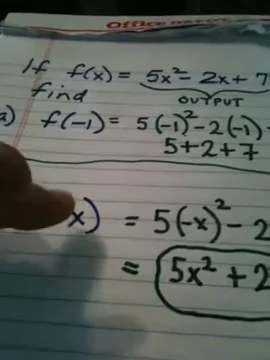 Office Depot
If f(x) = 5x² - 2x + 7
find OUTPUT
a) f(-1) = 5(-1)² - 2(-1)
5+2+7
x) = 5(-x)² - 2
= 5x² + 2